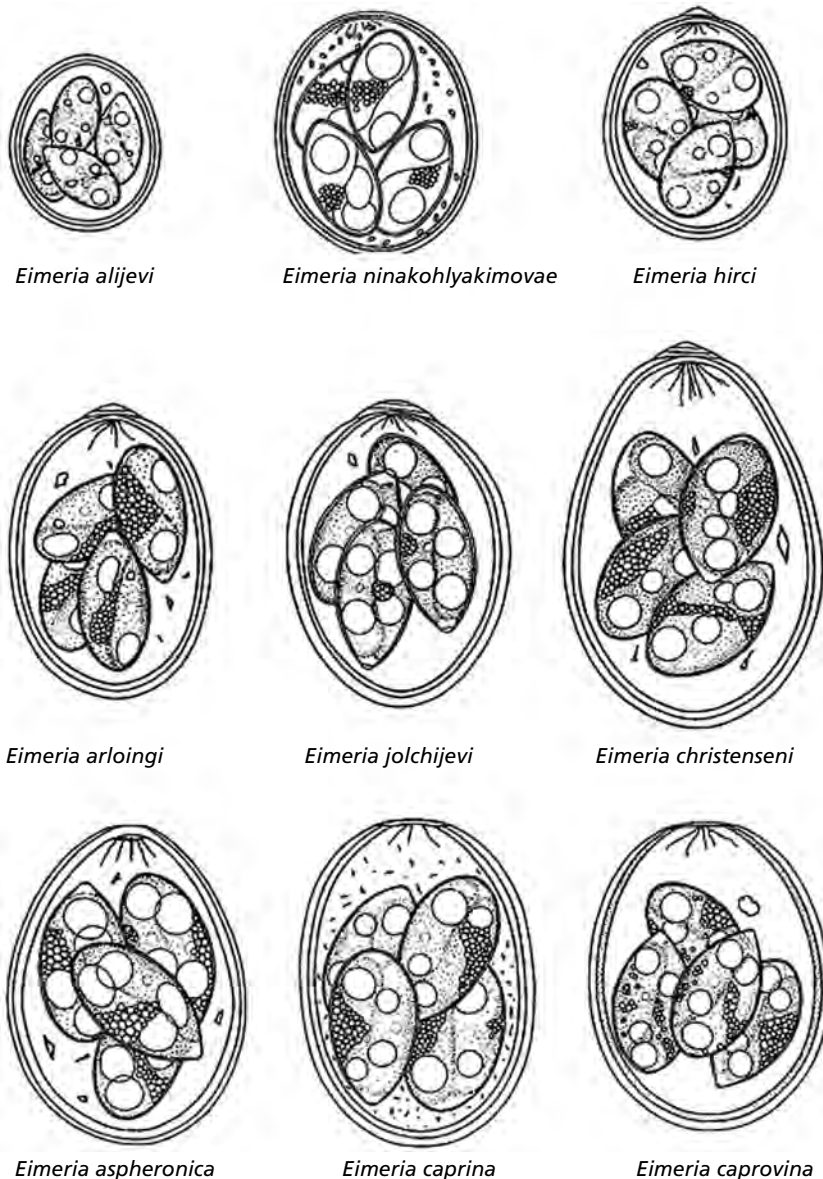 Eimeria alijevi
Eimeria ninakohlyakimovae
Eimeria hirci
Eimeria arloingi
Eimeria jolchijevi
Eimeria christenseni
Eimeria aspheronica
Eimeria caprina
Eimeria caprovina